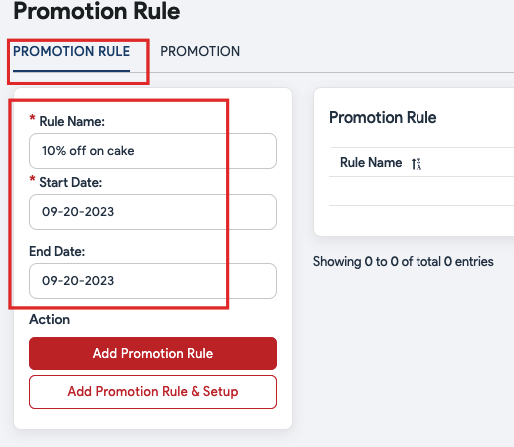 Promotion Rule
PROMOTION RULE PROMOTION
* Rule Name:
10% off on cake
* Start Date:
09-20-2023
End Date:
09-20-2023
Action
Add Promotion Rule
Add Promotion Rule & Setup
Promotion Rule
Rule Name
Showing 0 to 0 of total 0 entries